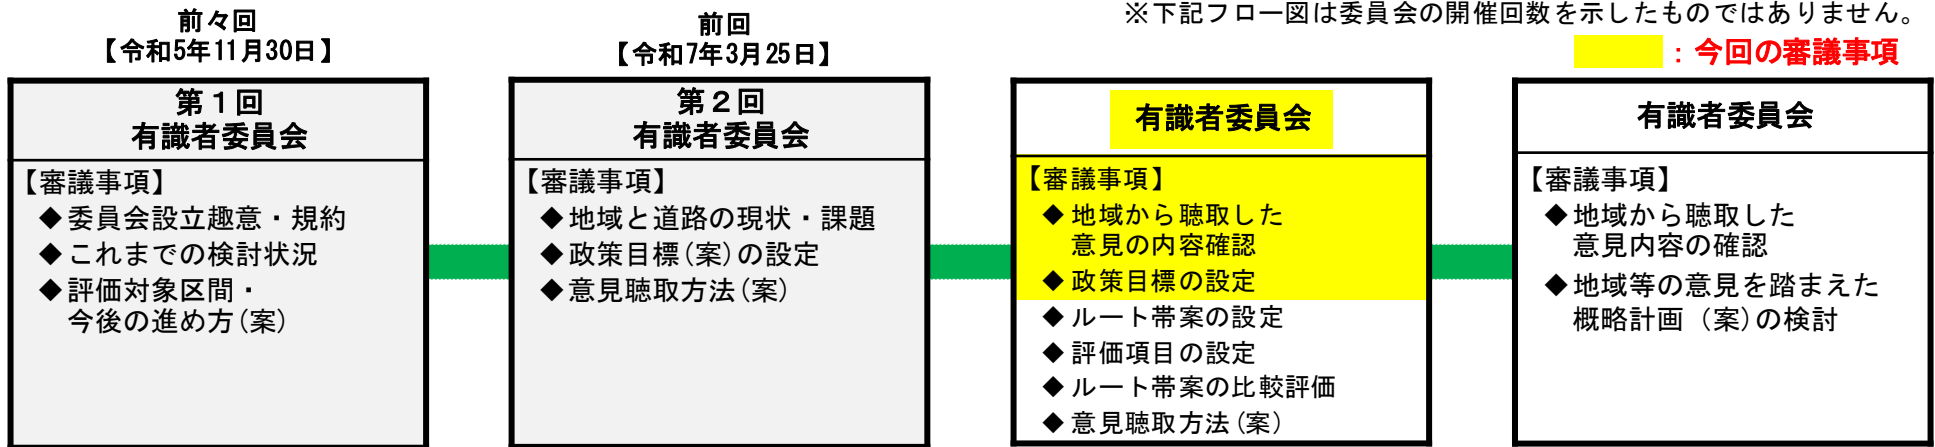 ※下記フロー図は委員会の開催回数を示したものではありません。
：今回の審議事項
前々回
【令和5年11月30日】
第１回
有識者委員会
【審議事項】
◆委員会設立趣意・規約
◆これまでの検討状況
◆評価対象区間・
今後の進め方(案)
前回
【令和7年3月25日】
第２回
有識者委員会
【審議事項】
◆地域と道路の現状・課題
◆政策目標(案)の設定
◆意見聴取方法(案)
有識者委員会
【審議事項】
◆地域から聴取した
意見の内容確認
◆政策目標の設定
◆ルート帯案の設定
◆評価項目の設定
◆ルート帯案の比較評価
◆意見聴取方法(案)
有識者委員会
【審議事項】
◆地域から聴取した
意見内容の確認
◆地域等の意見を踏まえた
概略計画（案)の検討